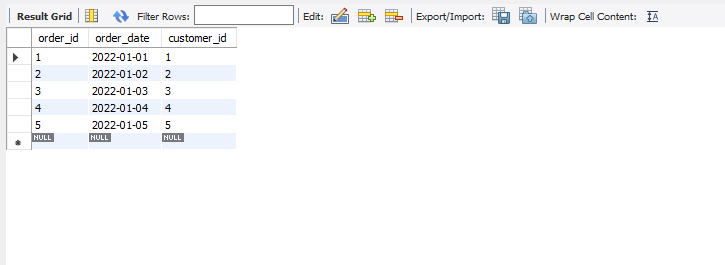 Result Grid Filter Rows: Edit: Export/Import: Wrap Cell Content: IA
order_id order_date customer_id
1 2022-01-01 1
2 2022-01-02 2
3 2022-01-03 3
4 2022-01-04 4
5 2022-01-05 5
NULL NULL NULL